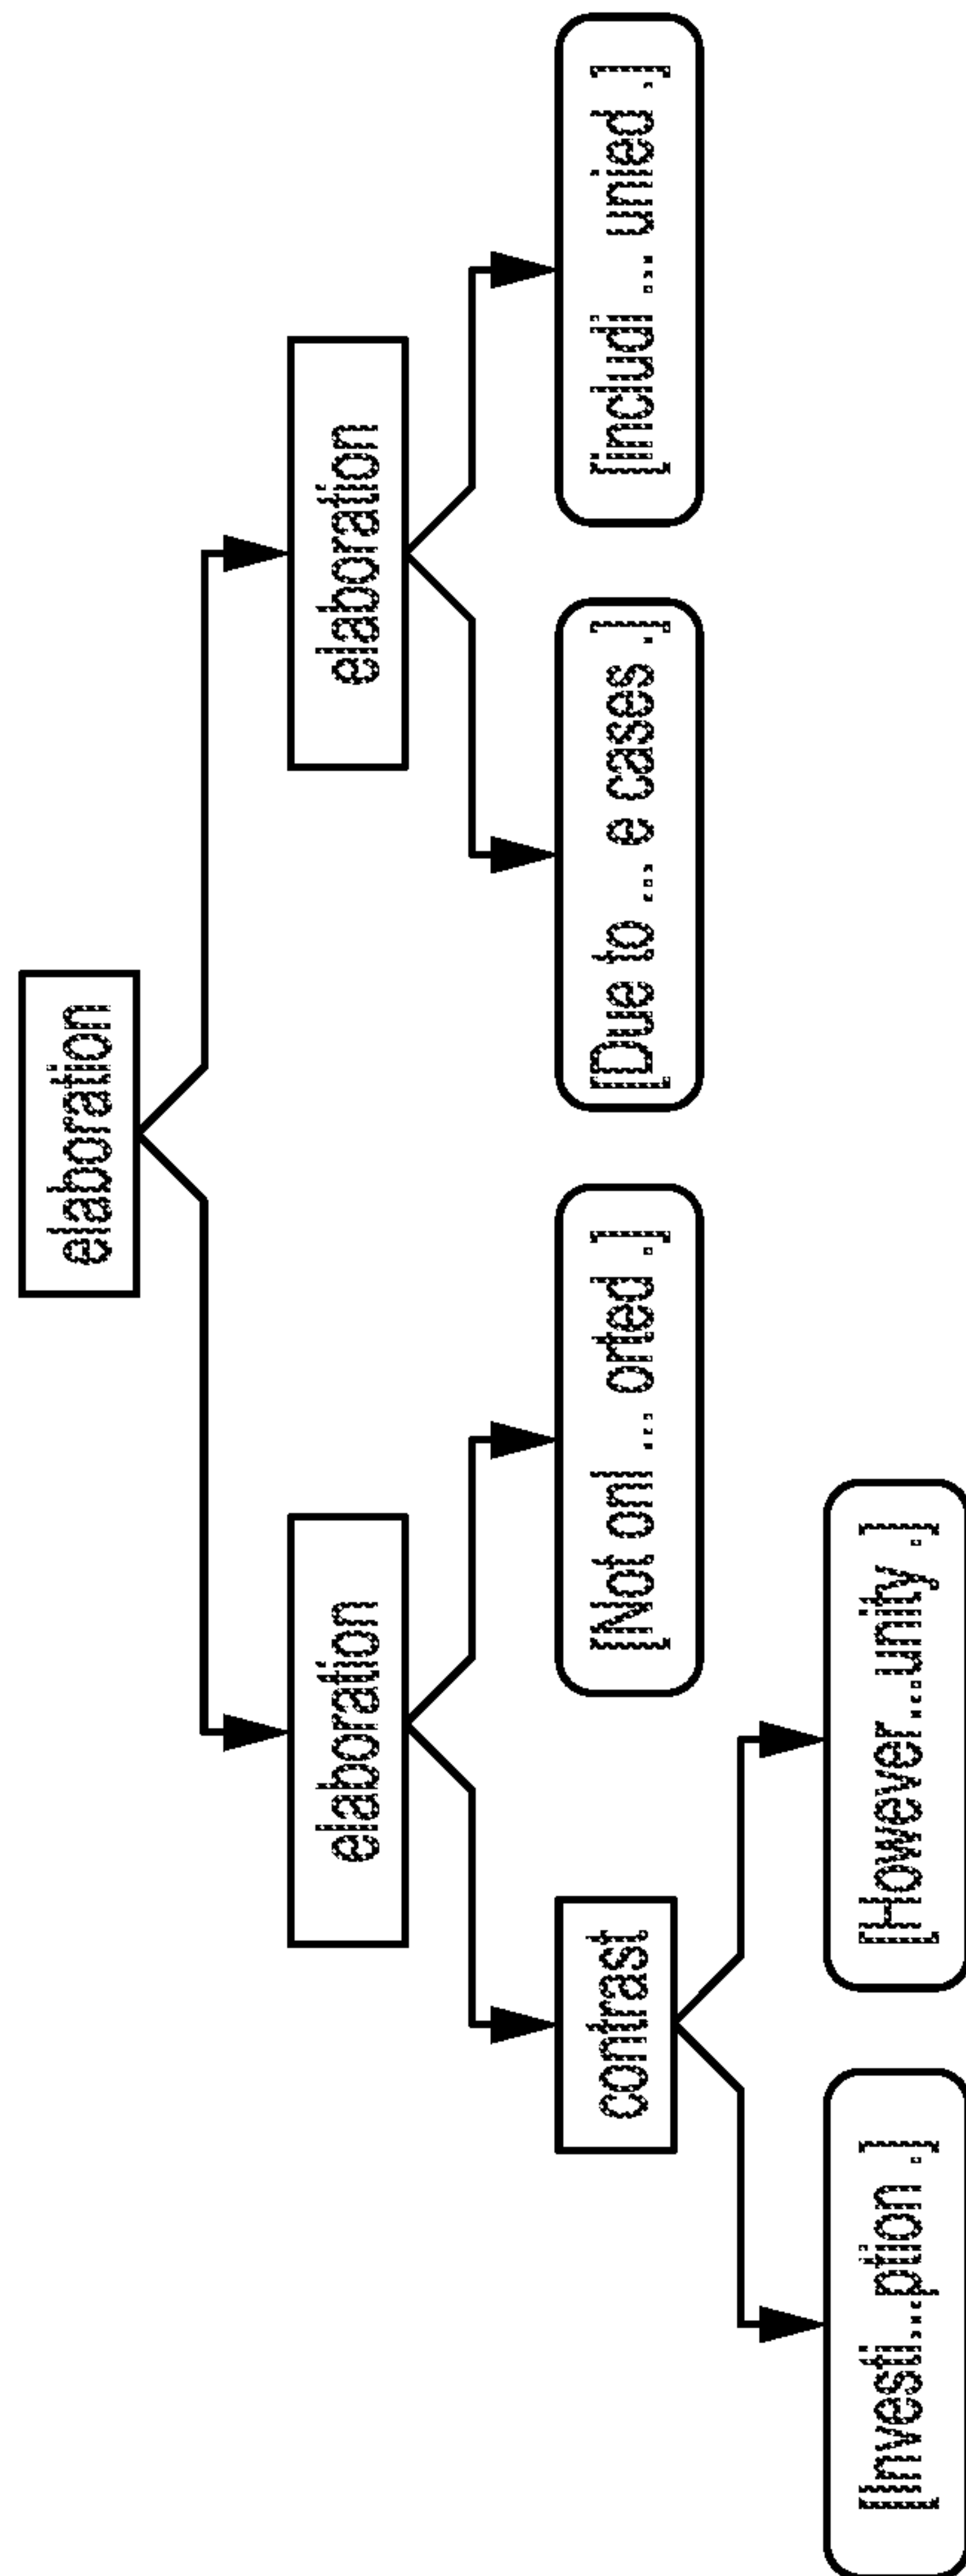 elaboration
elaboration
elaboration
contrast
[Not onl ... orted .]
[Due to ... e cases .]
[includi ... unied .]
[Investi...ption .]
[However...unity .]